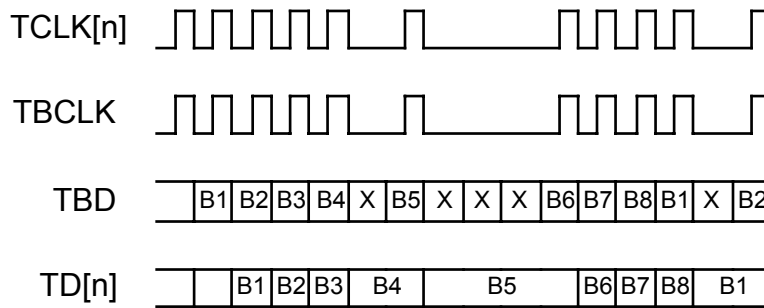 TCLK[n]
TBCLK
TBD B1 B2 B3 B4 X B5 X X X B6 B7 B8 B1 X B2
TD[n] B1 B2 B3 B4 B5 B6 B7 B8 B1